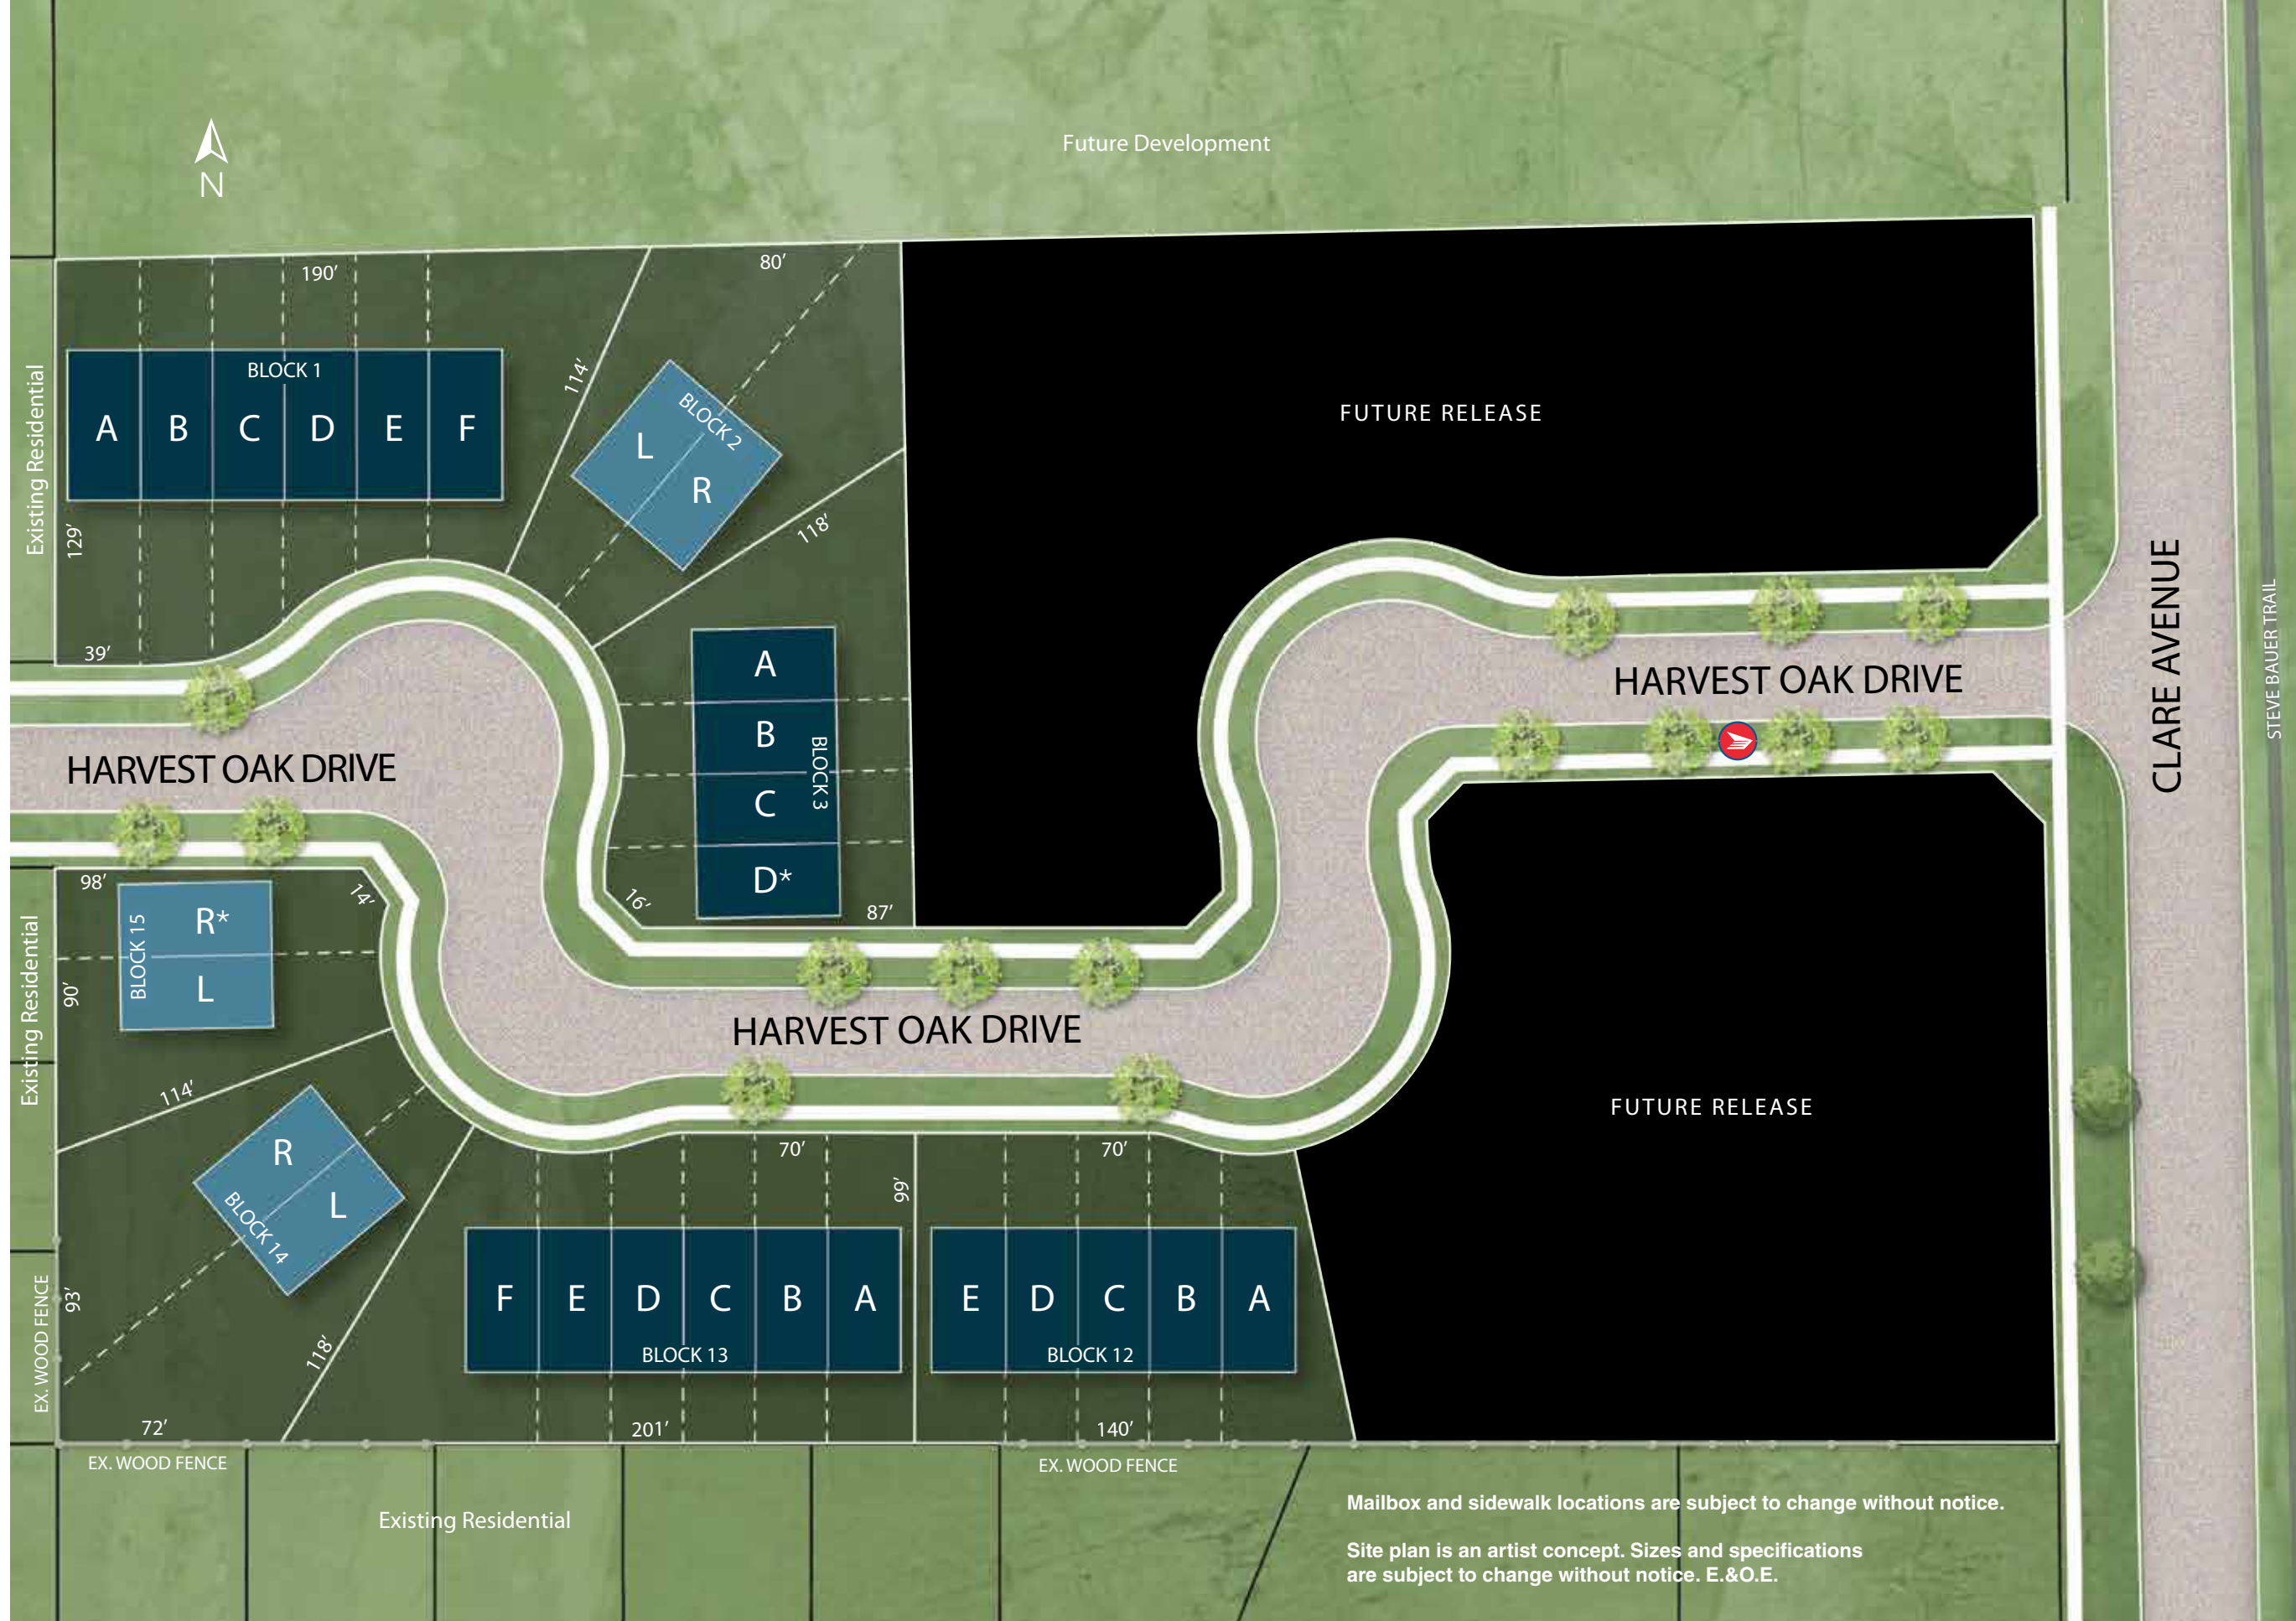 Future Development
N
190'
80'
BLOCK 1
A B C D E F
114'
BLOCK 2
L
R
118'
FUTURE RELEASE
Existing Residential
129'
39'
HARVEST OAK DRIVE
A
B
C
D*
BLOCK 3
16'
87'
HARVEST OAK DRIVE
CLARE AVENUE
STEVE BAUER TRAIL
98'
14'
BLOCK 15
R*
L
90'
Existing Residential
HARVEST OAK DRIVE
114'
R
L
BLOCK 14
93'
EX. WOOD FENCE
118'
72'
70'
99'
70'
F E D C B A
BLOCK 13
201'
E D C B A
BLOCK 12
140'
FUTURE RELEASE
EX. WOOD FENCE
EX. WOOD FENCE
Existing Residential
Mailbox and sidewalk locations are subject to change without notice.
Site plan is an artist concept. Sizes and specifications
are subject to change without notice. E.&O.E.